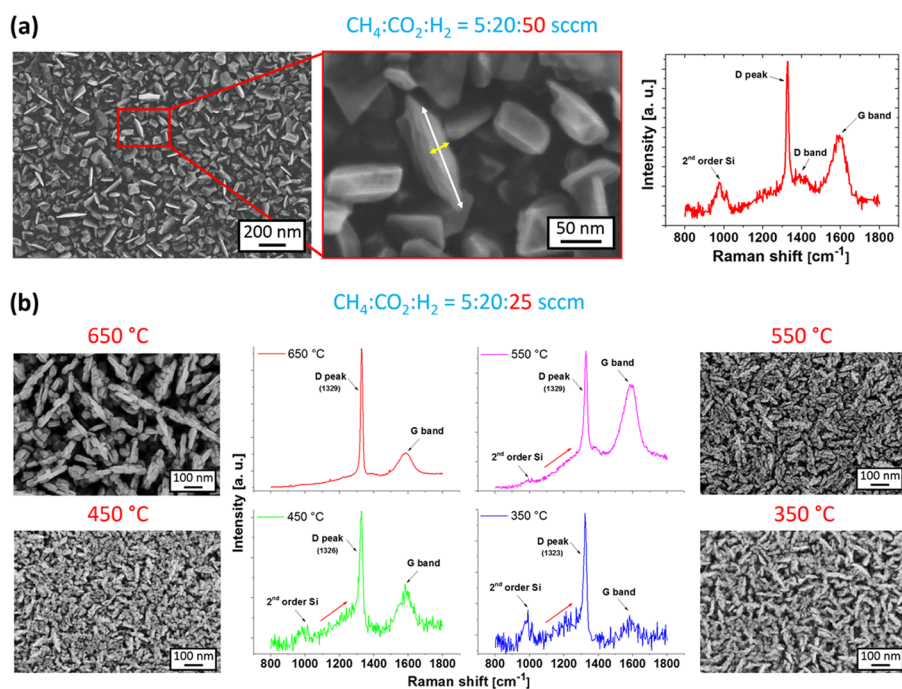 (a)
CH₄:CO₂:H₂ = 5:20:50 sccm
200 nm
50 nm
Intensity [a. u.]
D peak
G band
D band
2nd order Si
800 1000 1200 1400 1600 1800
Raman shift [cm⁻¹]
(b)
CH₄:CO₂:H₂ = 5:20:25 sccm
650 °C
100 nm
450 °C
100 nm
Intensity [a. u.]
650 °C
D peak
(1329)
G band
550 °C
D peak
(1329)
G band
2nd order Si
450 °C
D peak
(1326)
G band
2nd order Si
800 1000 1200 1400 1600 1800
350 °C
D peak
(1323)
2nd order Si
G band
800 1000 1200 1400 1600 1800
Raman shift [cm⁻¹]
550 °C
100 nm
350 °C
100 nm